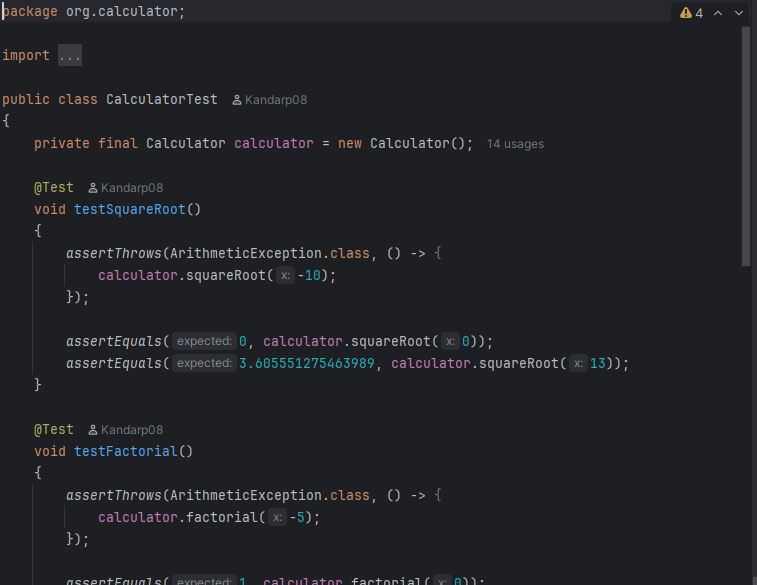 package org.calculator;
4
import ...
public class CalculatorTest Kandarp08
{
private final Calculator calculator = new Calculator(); 14 usages
@Test Kandarp08
void testSquareRoot()
{
assertThrows(ArithmeticException.class, () -> {
calculator.squareRoot( x: -10);
});
assertEquals( expected: 0, calculator.squareRoot( x: 0));
assertEquals( expected: 3.605551275463989, calculator.squareRoot( x: 13));
}
@Test Kandarp08
void testFactorial()
{
assertThrows(ArithmeticException.class, () -> {
calculator.factorial( x: -5);
});
assertEquals( expected: 1, calculator.factorial( x: 0));